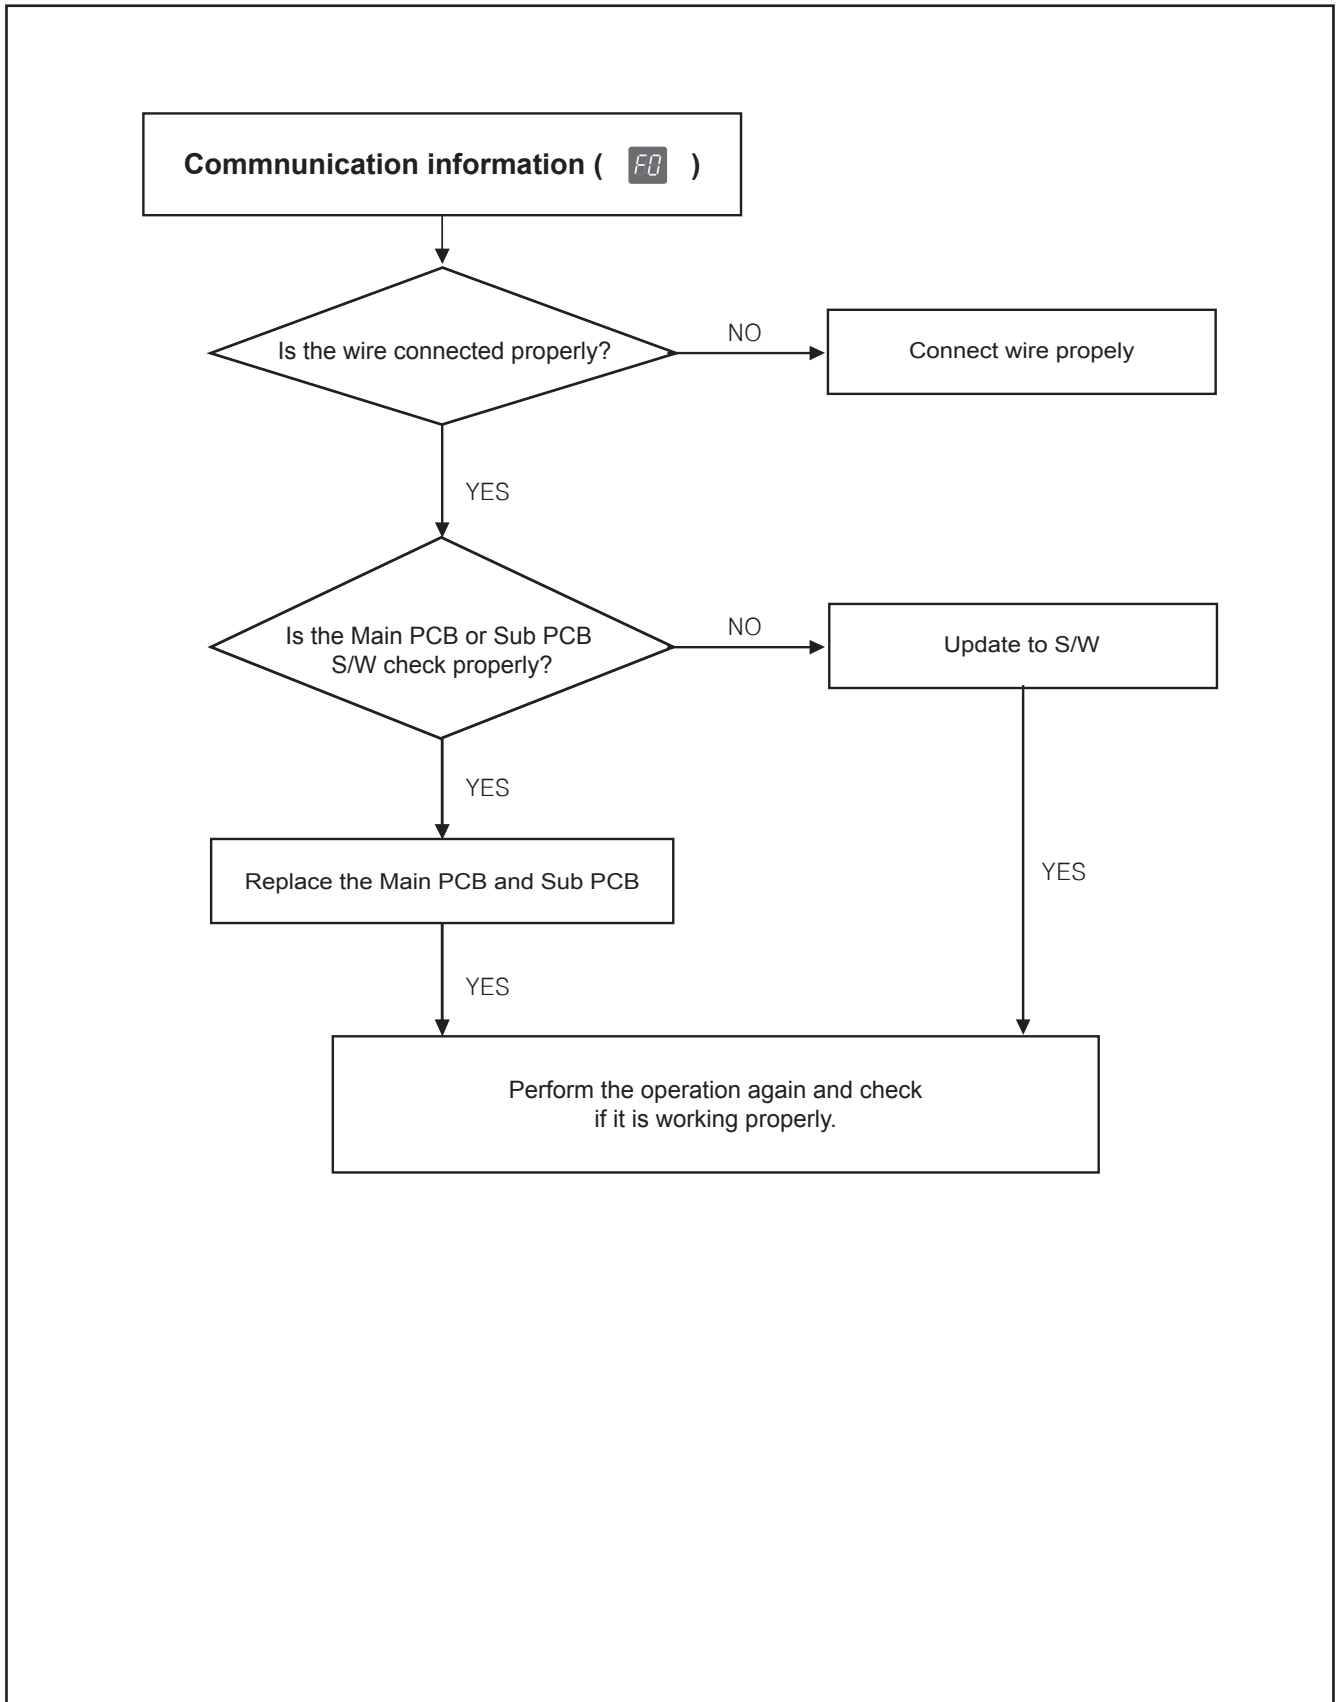 Commnunication information ( F0 )
Is the wire connected properly?
NO
Connect wire propely
YES
Is the Main PCB or Sub PCB
S/W check properly?
NO
Update to S/W
YES
Replace the Main PCB and Sub PCB
YES
YES
Perform the operation again and check
if it is working properly.